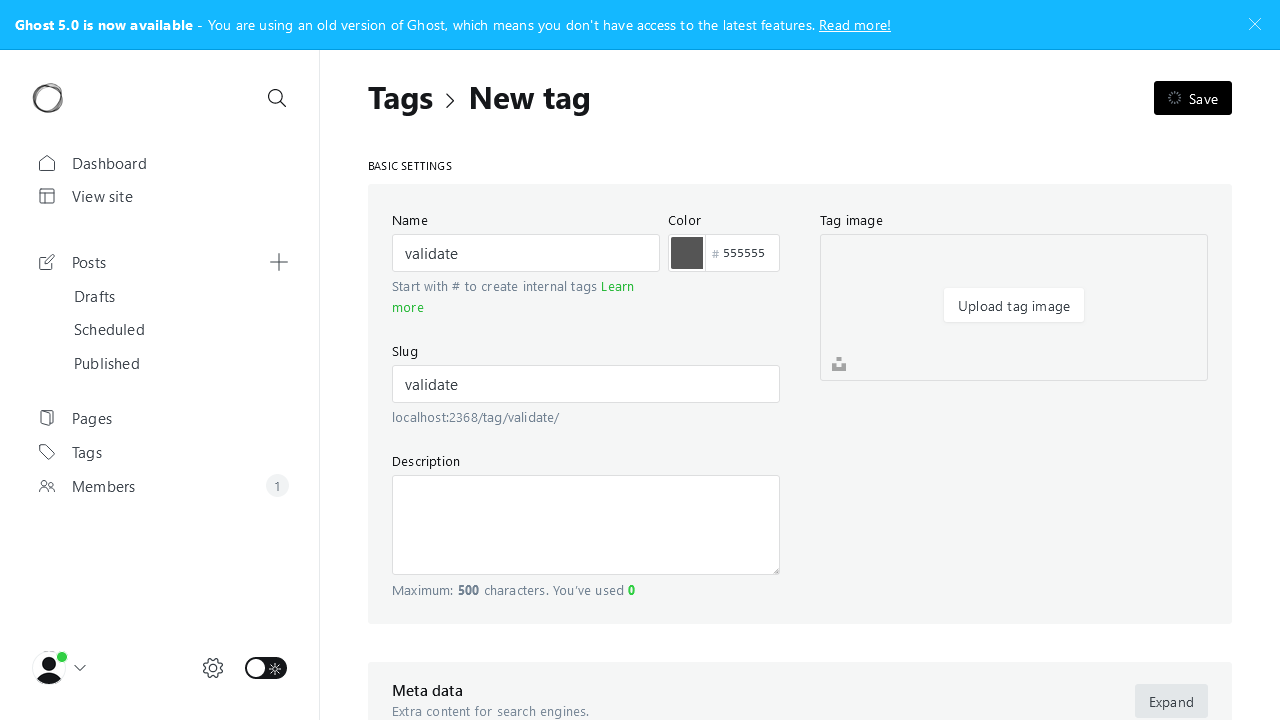 Ghost 5.0 is now available - You are using an old version of Ghost, which means you don't have access to the latest features. Read more!
Dashboard
View site
Posts
Drafts
Scheduled
Published
Pages
Tags
Members
1
Tags
New tag
Save
BASIC SETTINGS
Name
validate
Start with # to create internal tags Learn
more
Color
# 555555
Slug
validate
localhost:2368/tag/validate/
Description
Maximum: 500 characters. You've used 0
Tag image
Upload tag image
Meta data
Extra content for search engines.
Expand